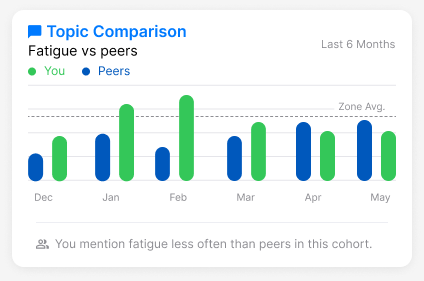 Topic Comparison
Fatigue vs peers
Last 6 Months
You Peers
Zone Avg.
Dec Jan Feb Mar Apr May
You mention fatigue less often than peers in this cohort.